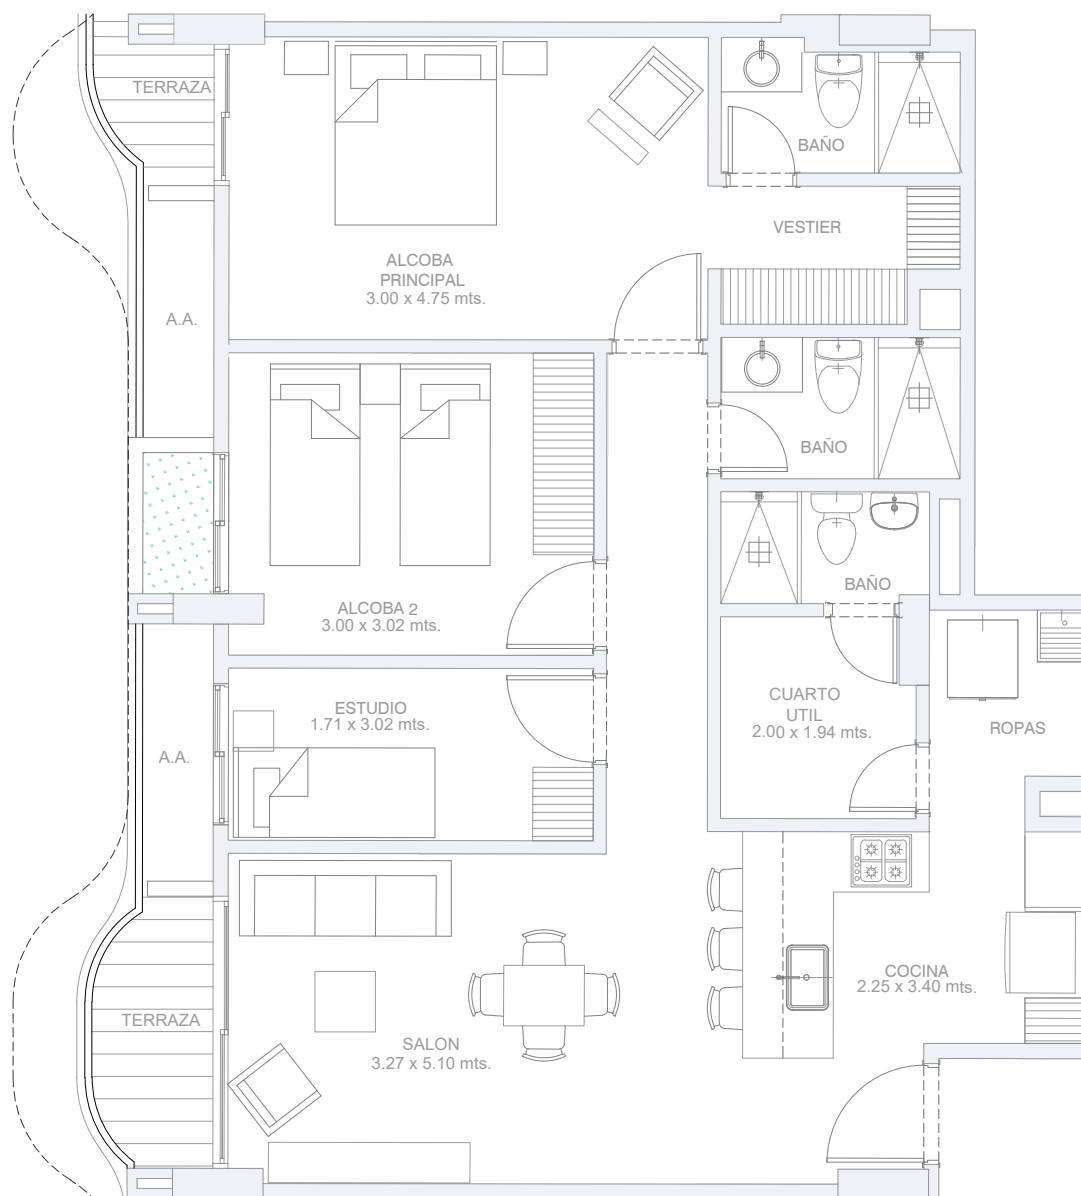 TERRAZA
BAÑO
VESTIER
ALCOBA
PRINCIPAL
3.00 x 4.75 mts.
A.A.
BAÑO
BAÑO
ALCOBA 2
3.00 x 3.02 mts.
CUARTO
UTIL
2.00 x 1.94 mts.
ROPAS
ESTUDIO
1.71 x 3.02 mts.
A.A.
COCINA
2.25 x 3.40 mts.
TERRAZA
SALON
3.27 x 5.10 mts.